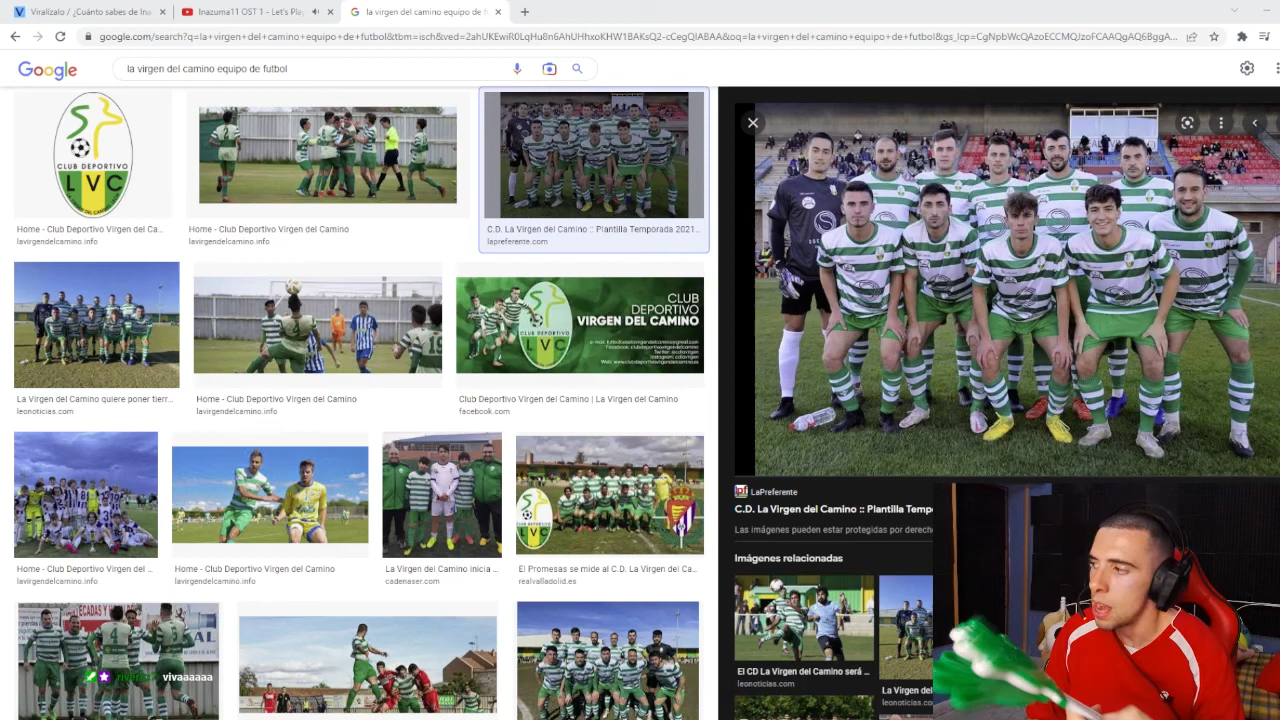 Viralízalo / ¿Cuánto sabes de Ina
Inazuma11 OST 1 - Let's Pla
la virgen del camino equipo de f
google.com/search?q=la+virgen+del+camino+equipo+de+futbol&tbm=isch&ved=2ahUKEwiR0LqHu8n6AhUHhxoKHW1BAKsQ2-cCegQIABAA&oq=la+virgen+del+camino+equipo+de+futbol&gs_lcp=CgNpbWcQAzoECCMQJzoFCAAQgAQ6BggA...
Google
la virgen del camino equipo de futbol
CLUB DEPORTIVO
LVC
Home - Club Deportivo Virgen del Ca...
lavirgendelcamino.info
Home - Club Deportivo Virgen del Camino
lavirgendelcamino.info
C.D. La Virgen del Camino :: Plantilla Temporada 2021...
lapreferente.com
CLUB
DEPORTIVO
VIRGEN DEL CAMINO
La Virgen del Camino quiere poner tierr...
leonoticias.com
Home - Club Deportivo Virgen del Camino
lavirgendelcamino.info
Club Deportivo Virgen del Camino | La Virgen del Camino
facebook.com
LaPreferente
C.D. La Virgen del Camino :: Plantilla Temp
Las imágenes pueden estar protegidas por derech
Imágenes relacionadas
Home - Club Deportivo Virgen del ...
lavirgendelcamino.info
Home - Club Deportivo Virgen del Camino
lavirgendelcamino.info
La Virgen del Camino inicia ...
cadenaser.com
El Promesas se mide al C.D. La Virgen del Ca...
realvalladolid.es
vivaaaaaa
El CD La Virgen del Camino será ...
leonoticias.com
La Virgen del
leonoticias.com